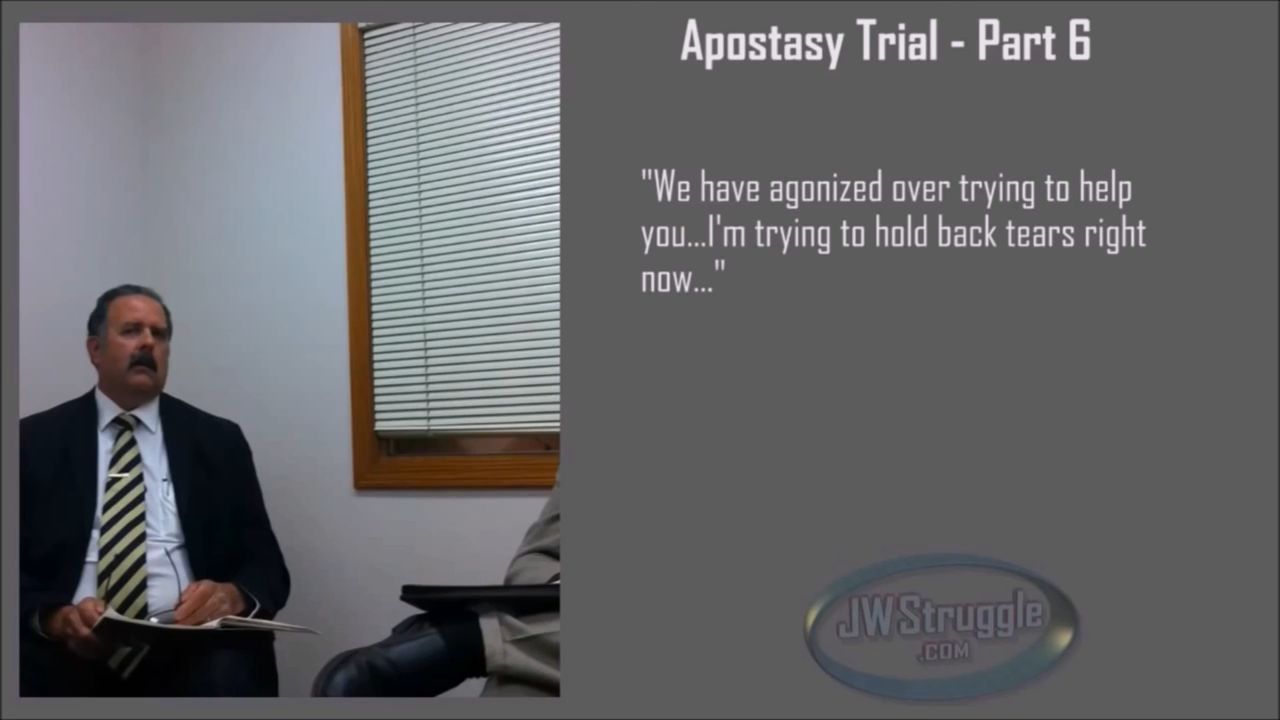 Apostasy Trial - Part 6
"We have agonized over trying to help
you...I'm trying to hold back tears right
now..."
JWStruggle
.COM